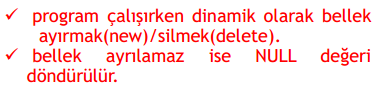 ✓ program çalışırken dinamik olarak bellek
ayırmak(new)/silmek(delete).
✓ bellek ayrılamaz ise NULL değeri
döndürülür.